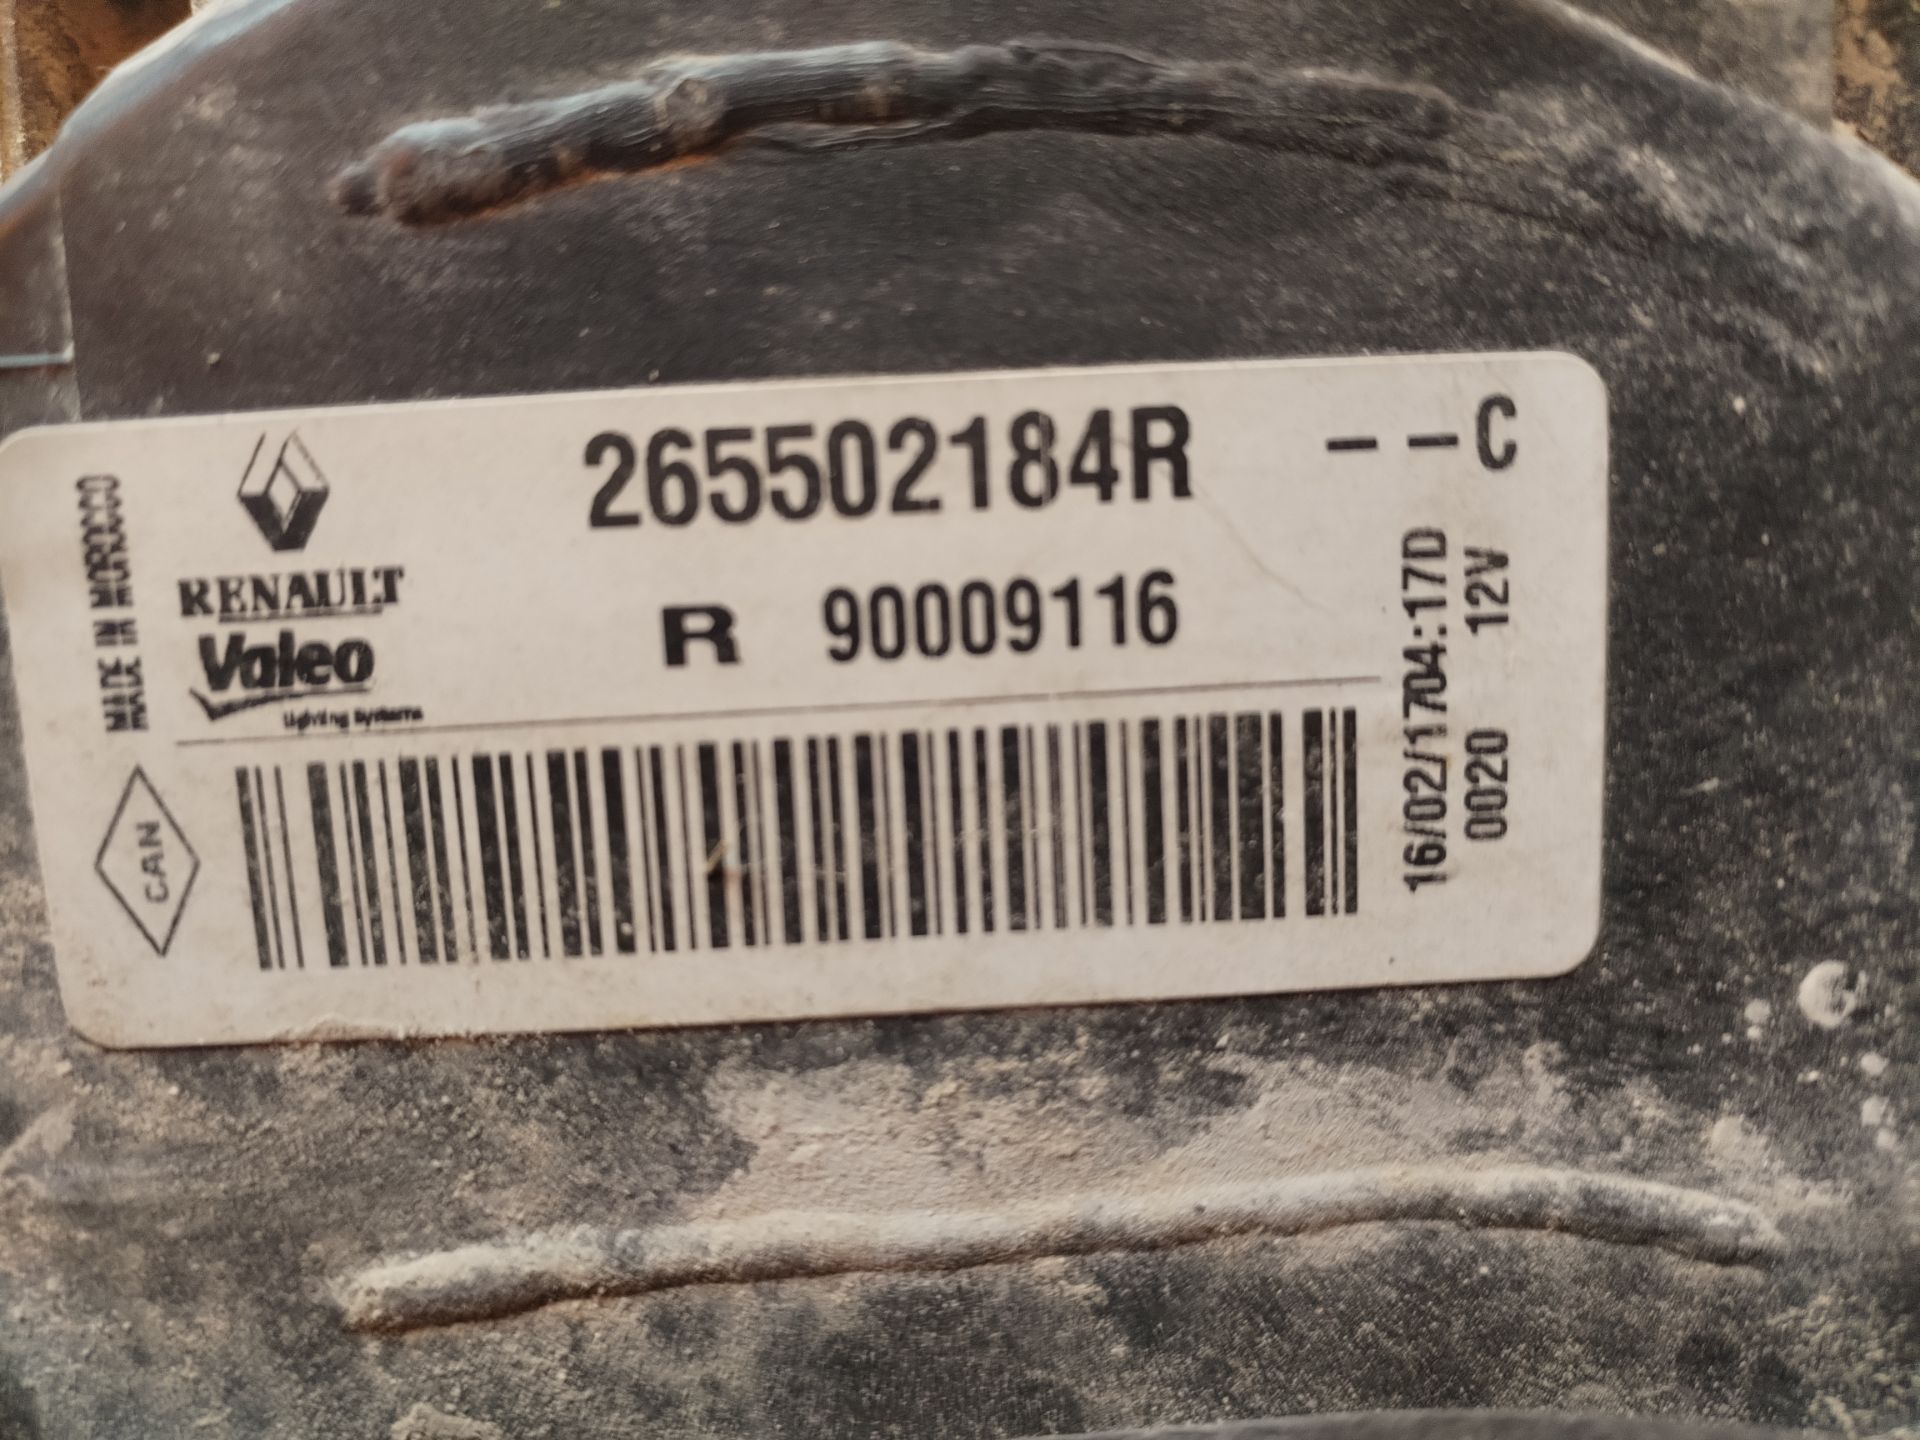 265502184R
--C
MADE IN MOROCCO
RENAULT
Valeo
Lighting Systems
R 90009116
16/02/1704:17D
0020 12V
CAN